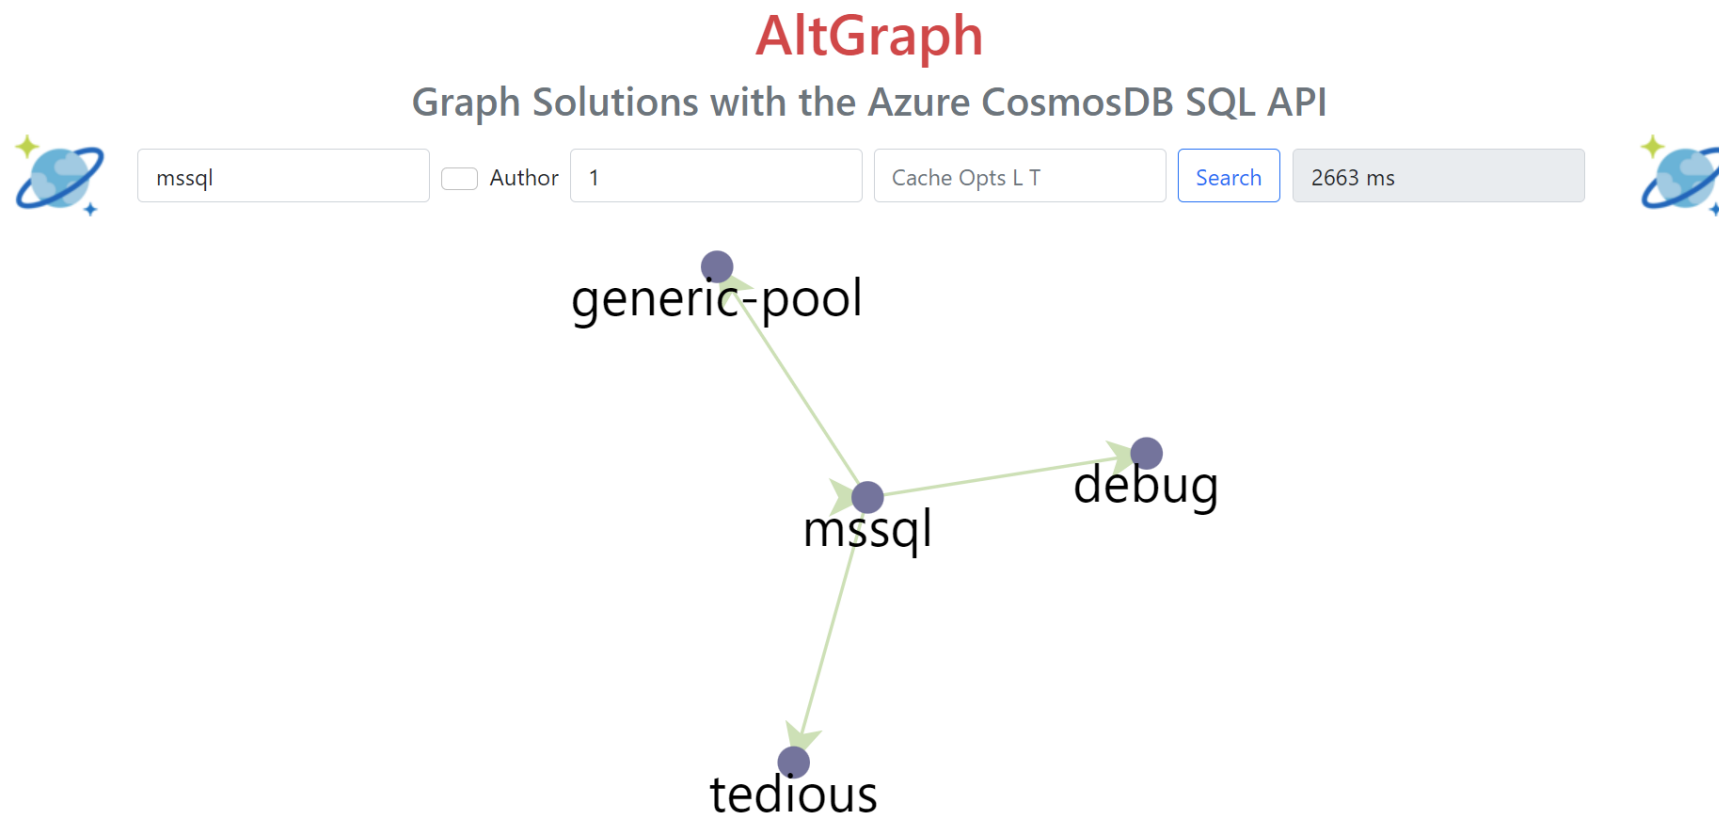 AltGraph
Graph Solutions with the Azure CosmosDB SQL API
mssql Author 1 Cache Opts L T Search 2663 ms
generic-pool
debug
mssql
tedious